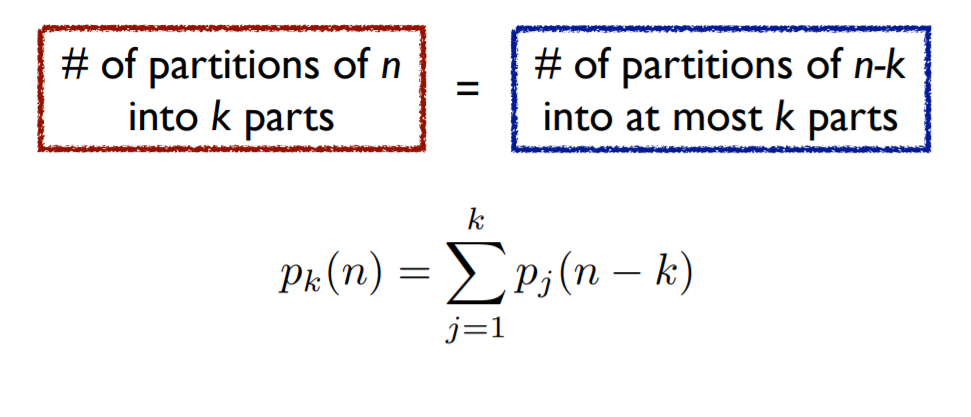 # of partitions of n
into k parts
=
# of partitions of n-k
into at most k parts
p_k(n) = \sum_{j=1}^{k} p_j(n − k)